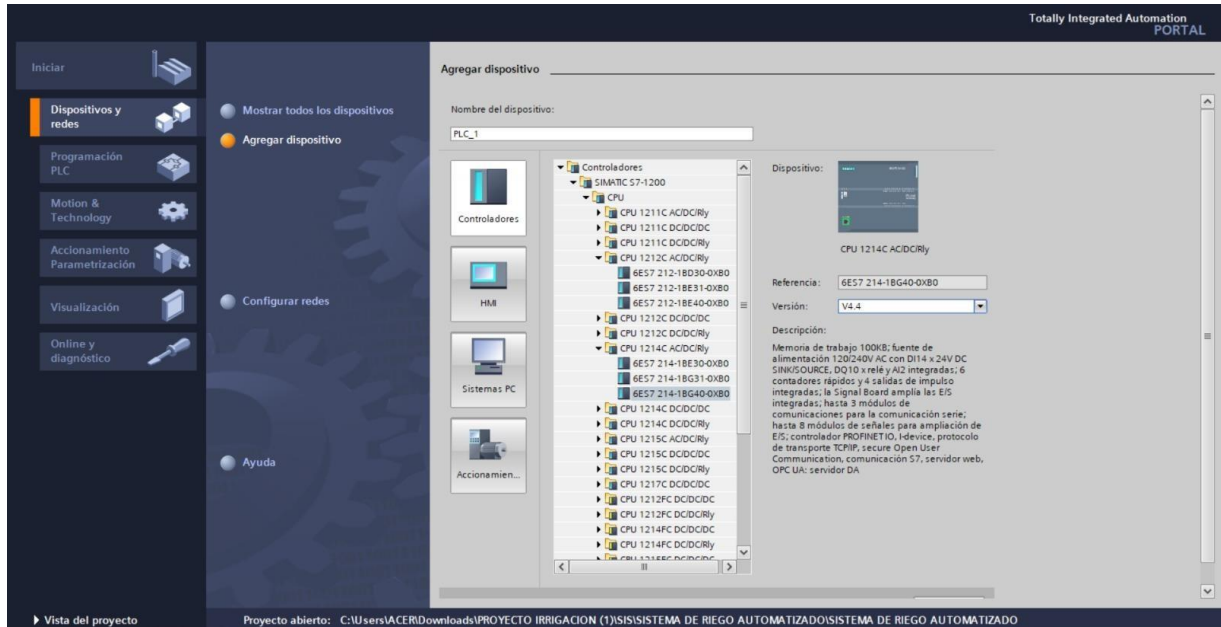 Totally Integrated Automation
PORTAL
Iniciar
Dispositivos y
redes
Programación
PLC
Motion &
Technology
Accionamiento
Parametrización
Visualización
Online y
diagnóstico
Mostrar todos los dispositivos
Agregar dispositivo
Configurar redes
Ayuda
Agregar dispositivo
Nombre del dispositivo:
PLC_1
Controladores
HMI
Sistemas PC
Accionamien...
Controladores
SIMATIC S7-1200
CPU
CPU 1211C AC/DC/Rly
CPU 1211C DC/DC/DC
CPU 1211C DC/DC/Rly
CPU 1212C AC/DC/Rly
6ES7 212-1BD30-0XB0
6ES7 212-1BE31-0XB0
6ES7 212-1BE40-0XB0
CPU 1212C DC/DC/DC
CPU 1212C DC/DC/Rly
CPU 1214C AC/DC/Rly
6ES7 214-1BE30-0XB0
6ES7 214-1BG31-0XB0
6ES7 214-1BG40-0XB0
CPU 1214C DC/DC/DC
CPU 1214C DC/DC/Rly
CPU 1215C AC/DC/Rly
CPU 1215C DC/DC/DC
CPU 1215C DC/DC/Rly
CPU 1217C DC/DC/DC
CPU 1212FC DC/DC/DC
CPU 1212FC DC/DC/Rly
CPU 1214FC DC/DC/DC
CPU 1214FC DC/DC/Rly
Dispositivo:
CPU 1214C AC/DC/Rly
Referencia: 6ES7 214-1BG40-0XB0
Versión: V4.4
Descripción:
Memoria de trabajo 100KB; fuente de
alimentación 120/240V AC con DI14 x 24V DC
SINK/SOURCE, DQ10 x relé y AI2 integradas; 6
contadores rápidos y 4 salidas de impulso
integradas; la Signal Board amplía las E/S
integradas; hasta 3 módulos de
comunicaciones para la comunicación serie;
hasta 8 módulos de señales para ampliación de
E/S; controlador PROFINET IO, I-device, protocolo
de transporte TCP/IP, secure Open User
Communication, comunicación S7, servidor web,
OPC UA: servidor DA
Vista del proyecto
Proyecto abierto: C:\Users\ACER\Downloads\PROYECTO IRRIGACION (1)\SIS\SISTEMA DE RIEGO AUTOMATIZADO\SISTEMA DE RIEGO AUTOMATIZADO